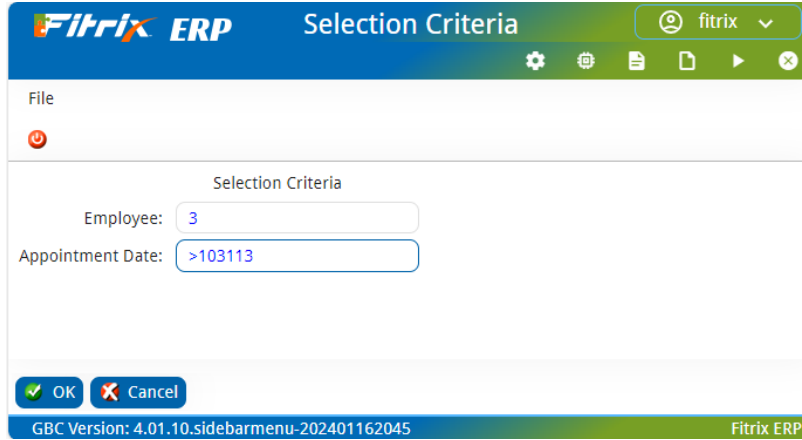 Fitrix ERP Selection Criteria fitrix
File
Selection Criteria
Employee: 3
Appointment Date: >103113
OK Cancel
GBC Version: 4.01.10.sidebarmenu-202401162045 Fitrix ERP